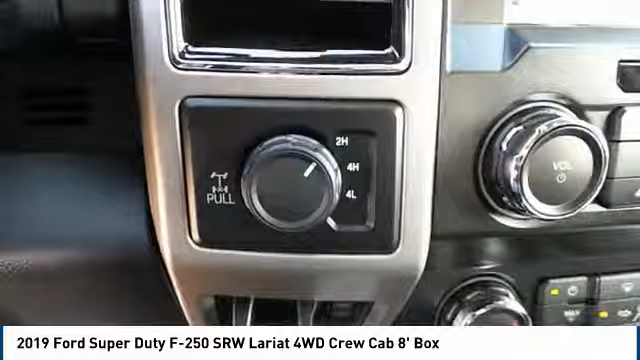 2H
4H
4L
PULL
VOL
2019 Ford Super Duty F-250 SRW Lariat 4WD Crew Cab 8' Box